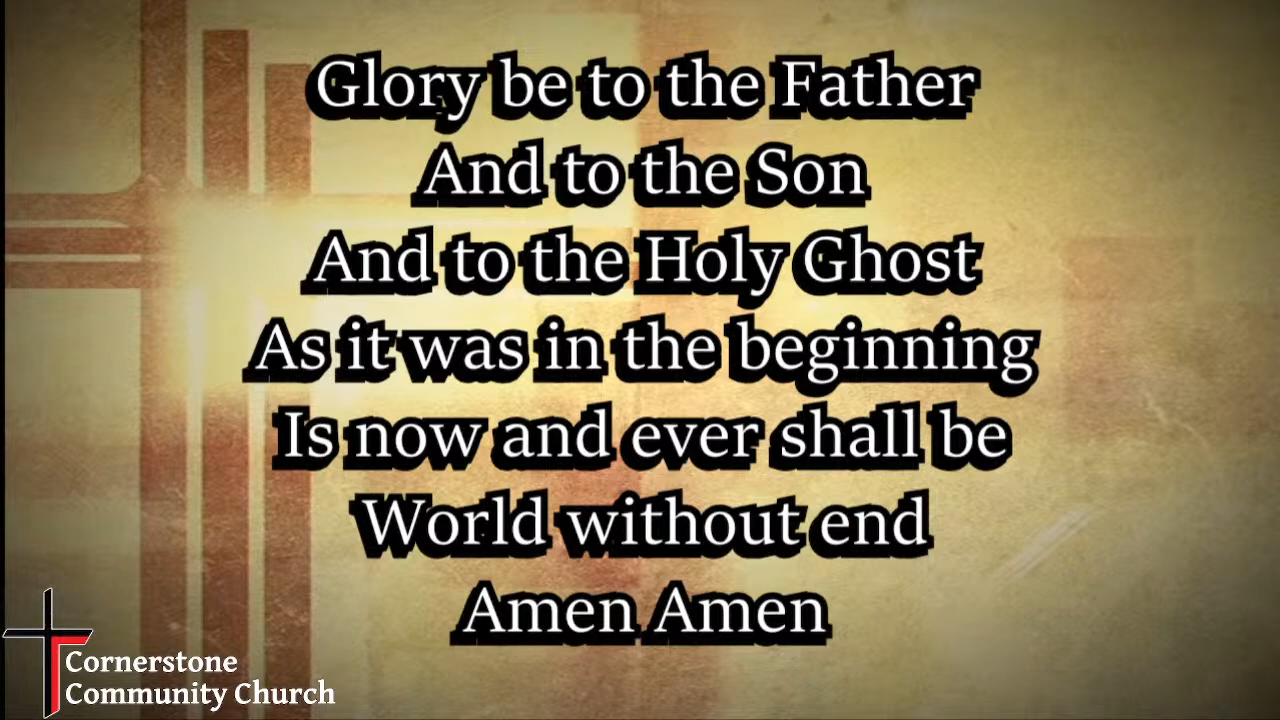 Glory be to the Father
And to the Son
And to the Holy Ghost
As it was in the beginning
Is now and ever shall be
World without end
Amen Amen
Cornerstone
Community Church